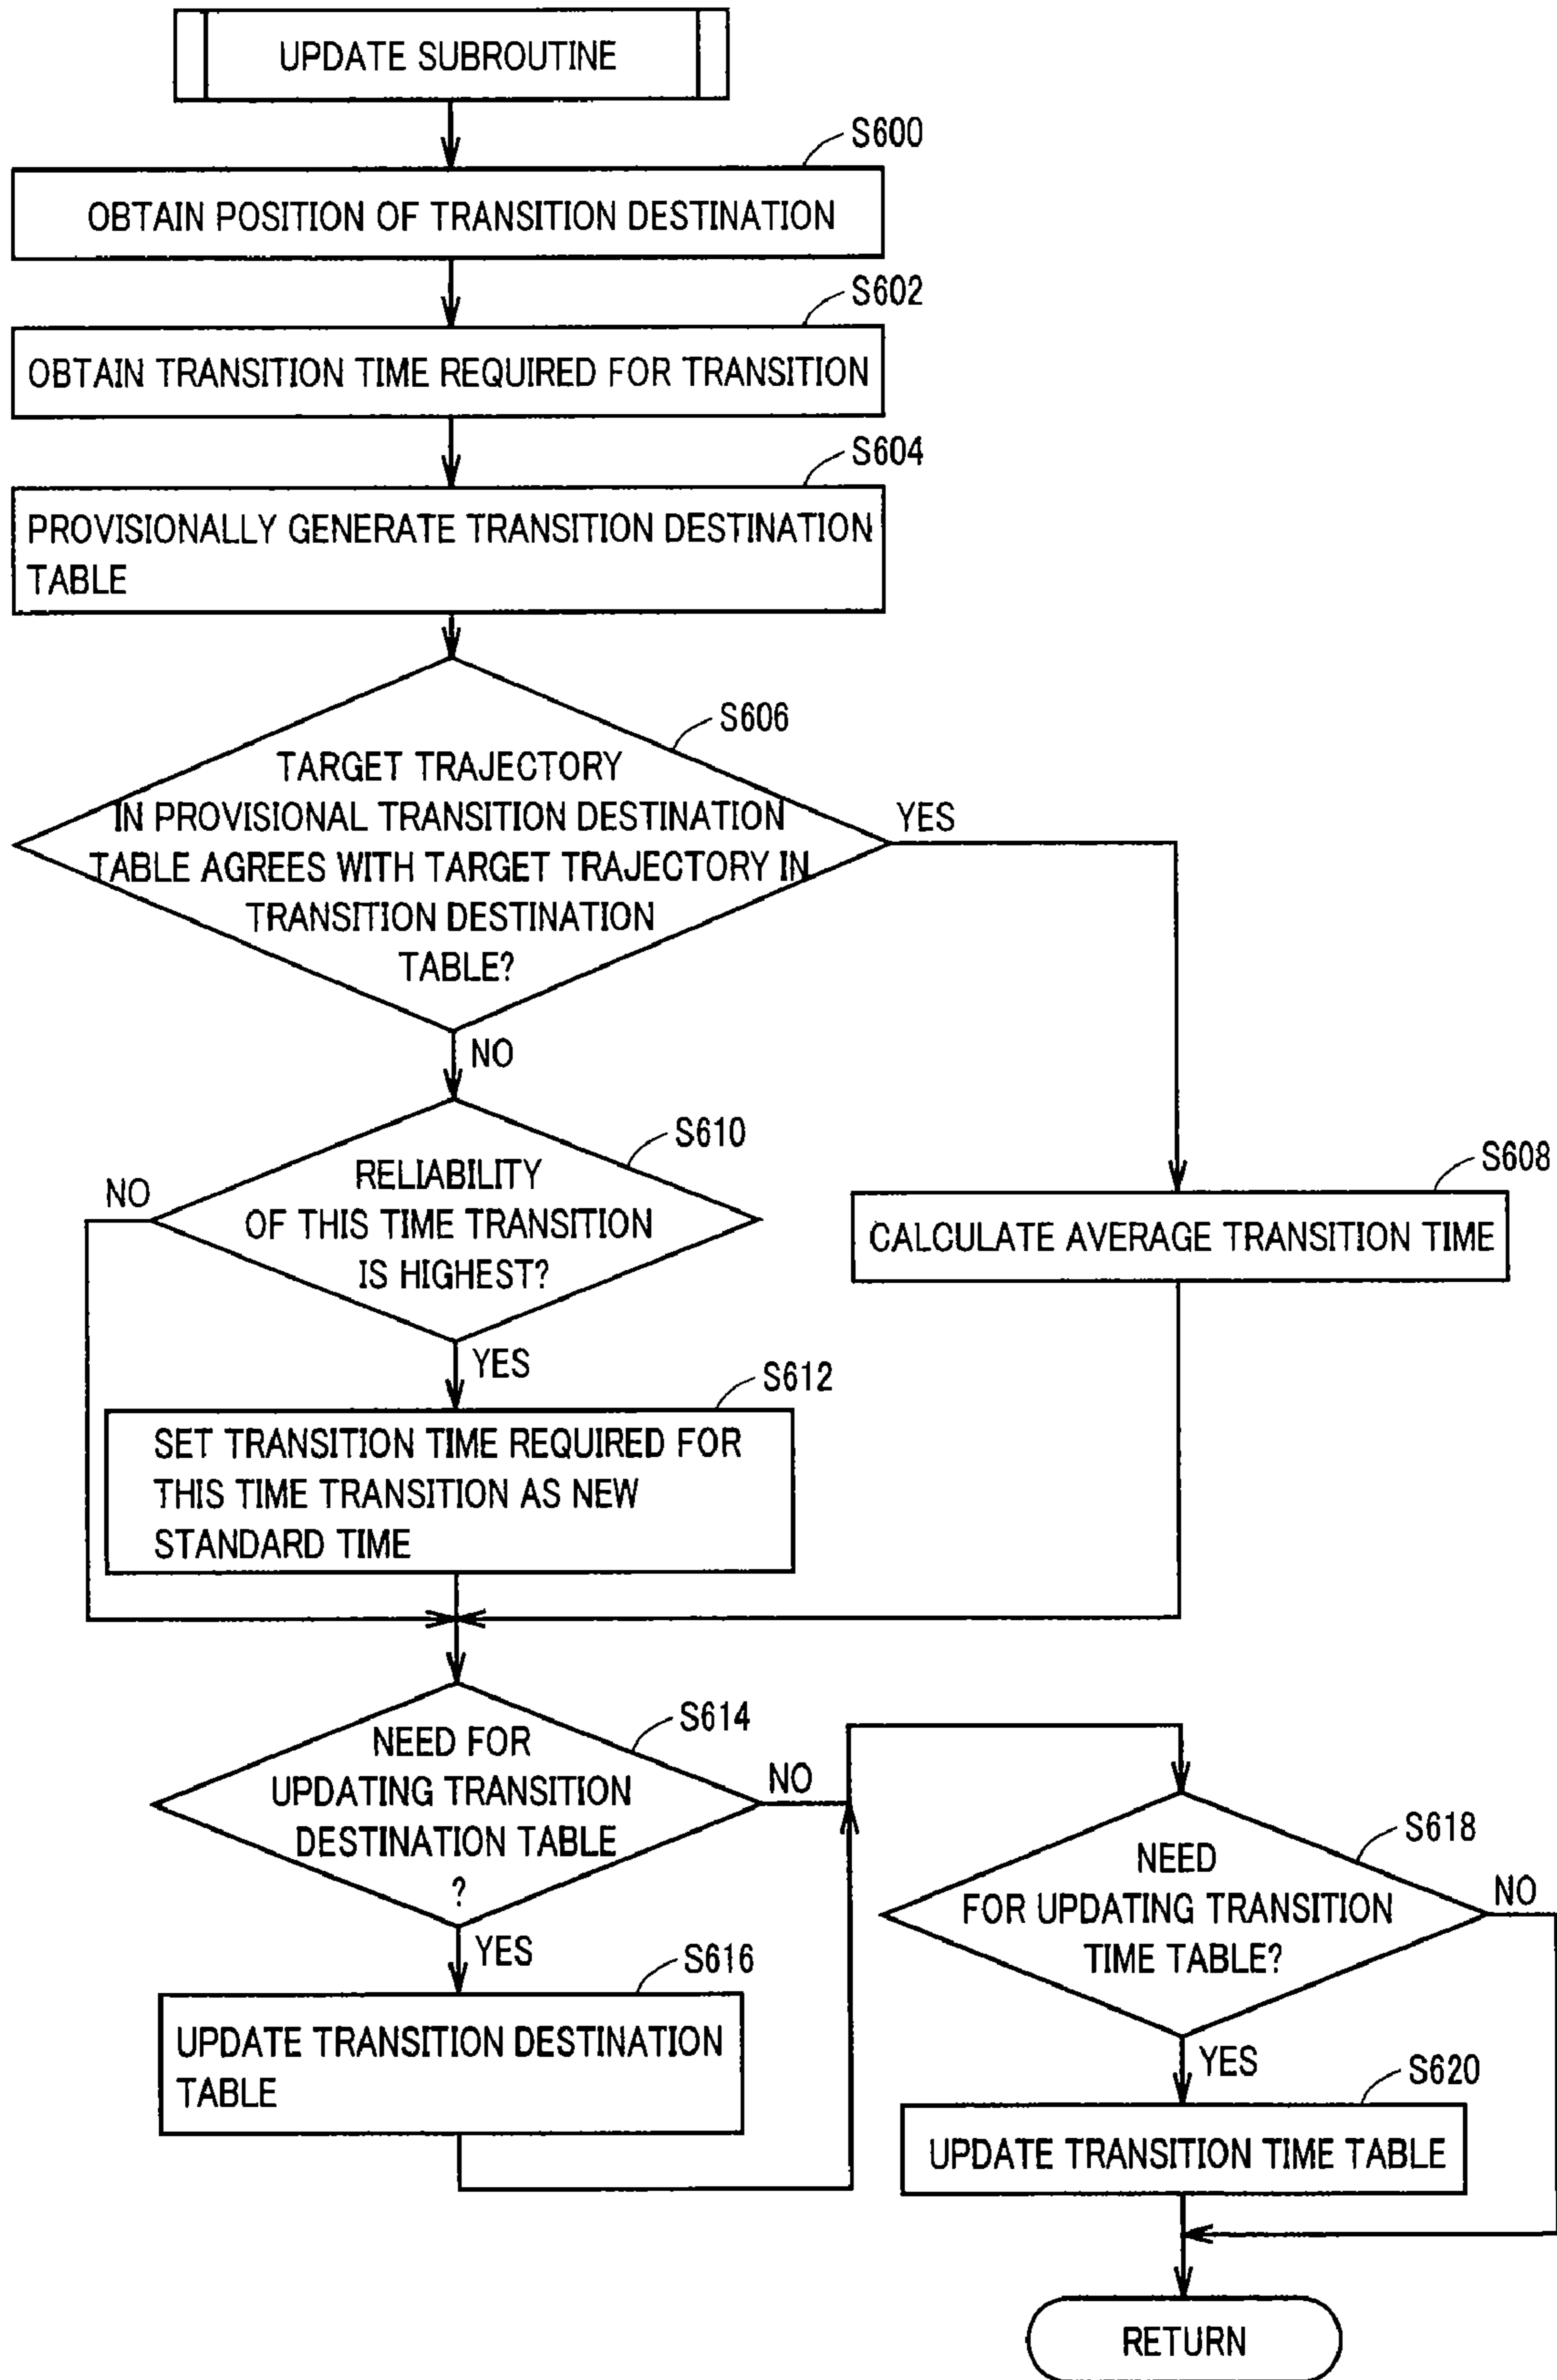 UPDATE SUBROUTINE
S600
OBTAIN POSITION OF TRANSITION DESTINATION
S602
OBTAIN TRANSITION TIME REQUIRED FOR TRANSITION
S604
PROVISIONALLY GENERATE TRANSITION DESTINATION
TABLE
S606
TARGET TRAJECTORY
IN PROVISIONAL TRANSITION DESTINATION
TABLE AGREES WITH TARGET TRAJECTORY IN
TRANSITION DESTINATION
TABLE?
YES
NO
S610
RELIABILITY
OF THIS TIME TRANSITION
IS HIGHEST?
NO
YES
S608
CALCULATE AVERAGE TRANSITION TIME
S612
SET TRANSITION TIME REQUIRED FOR
THIS TIME TRANSITION AS NEW
STANDARD TIME
S614
NEED FOR
UPDATING TRANSITION
DESTINATION TABLE
?
NO
YES
S616
UPDATE TRANSITION DESTINATION
TABLE
S618
NEED
FOR UPDATING TRANSITION
TIME TABLE?
NO
YES
S620
UPDATE TRANSITION TIME TABLE
RETURN